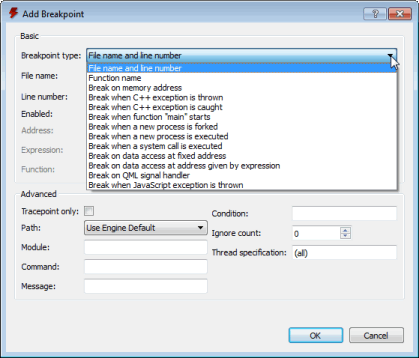 Add Breakpoint
Basic
Breakpoint type: File name and line number
File name and line number
Function name
Break on memory address
Break when C++ exception is thrown
Break when C++ exception is caught
Break when function "main" starts
Break when a new process is forked
Break when a new process is executed
Break when a system call is executed
Break on data access at fixed address
Break on data access at address given by expression
Break on QML signal handler
Break when JavaScript exception is thrown
File name:
Line number:
Enabled:
Address:
Expression:
Function:
Advanced
Tracepoint only:
Condition:
Path: Use Engine Default
Ignore count: 0
Module:
Thread specification: (all)
Command:
Message:
OK
Cancel